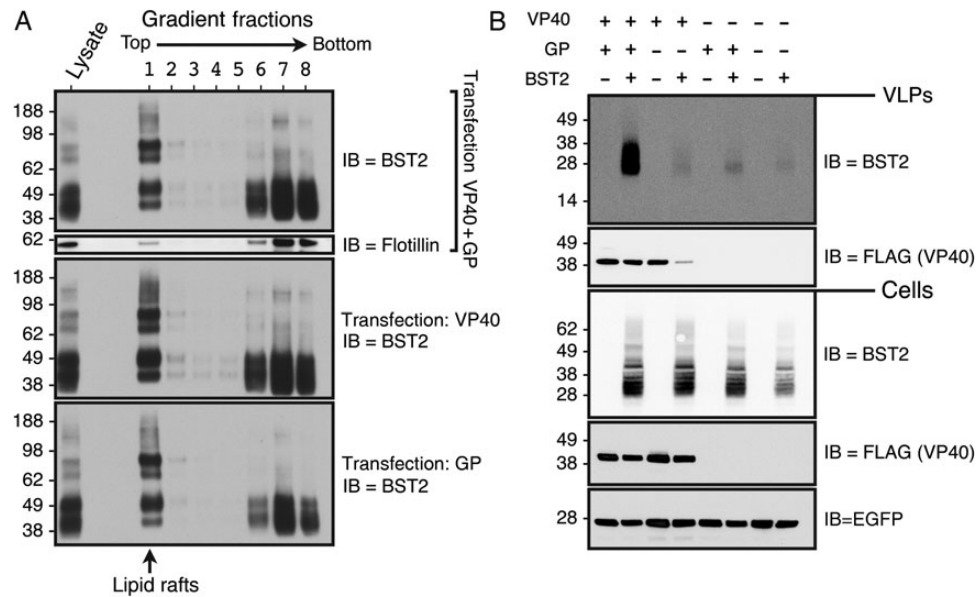 A
Gradient fractions
Top Bottom
Lysate
1 2 3 4 5 6 7 8
188
98
62
49
38
IB = BST2
62
IB = Flotillin
Transfection VP40+GP
188
98
62
49
38
Transfection: VP40
IB = BST2
188
98
62
49
38
Transfection: GP
IB = BST2
Lipid rafts
B
VP40 + + + + - - - -
GP + + - - + + - -
BST2 - + - + - + - +
VLPs
49
38
28
14
IB = BST2
49
38
IB = FLAG (VP40)
Cells
62
49
38
28
IB = BST2
49
38
IB = FLAG (VP40)
28
IB=EGFP